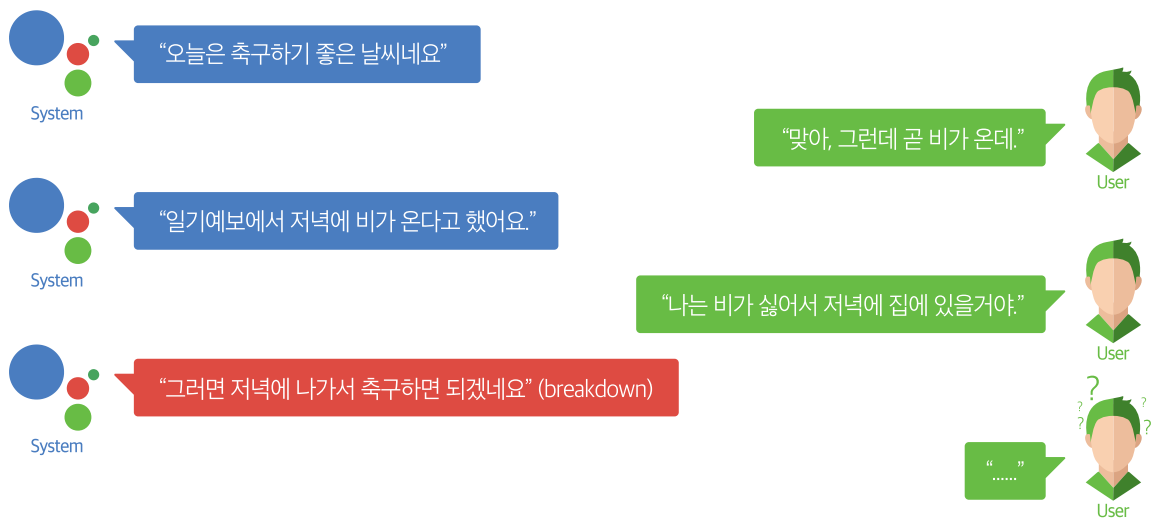 “오늘은 축구하기 좋은 날씨네요”
System
“맞아, 그런데 곧 비가 온데.”
User
“일기예보에서 저녁에 비가 온다고 했어요.”
System
“나는 비가 싫어서 저녁에 집에 있을거야.”
User
“그러면 저녁에 나가서 축구하면 되겠네요” (breakdown)
System
? ? ? ? ?
“......”
User